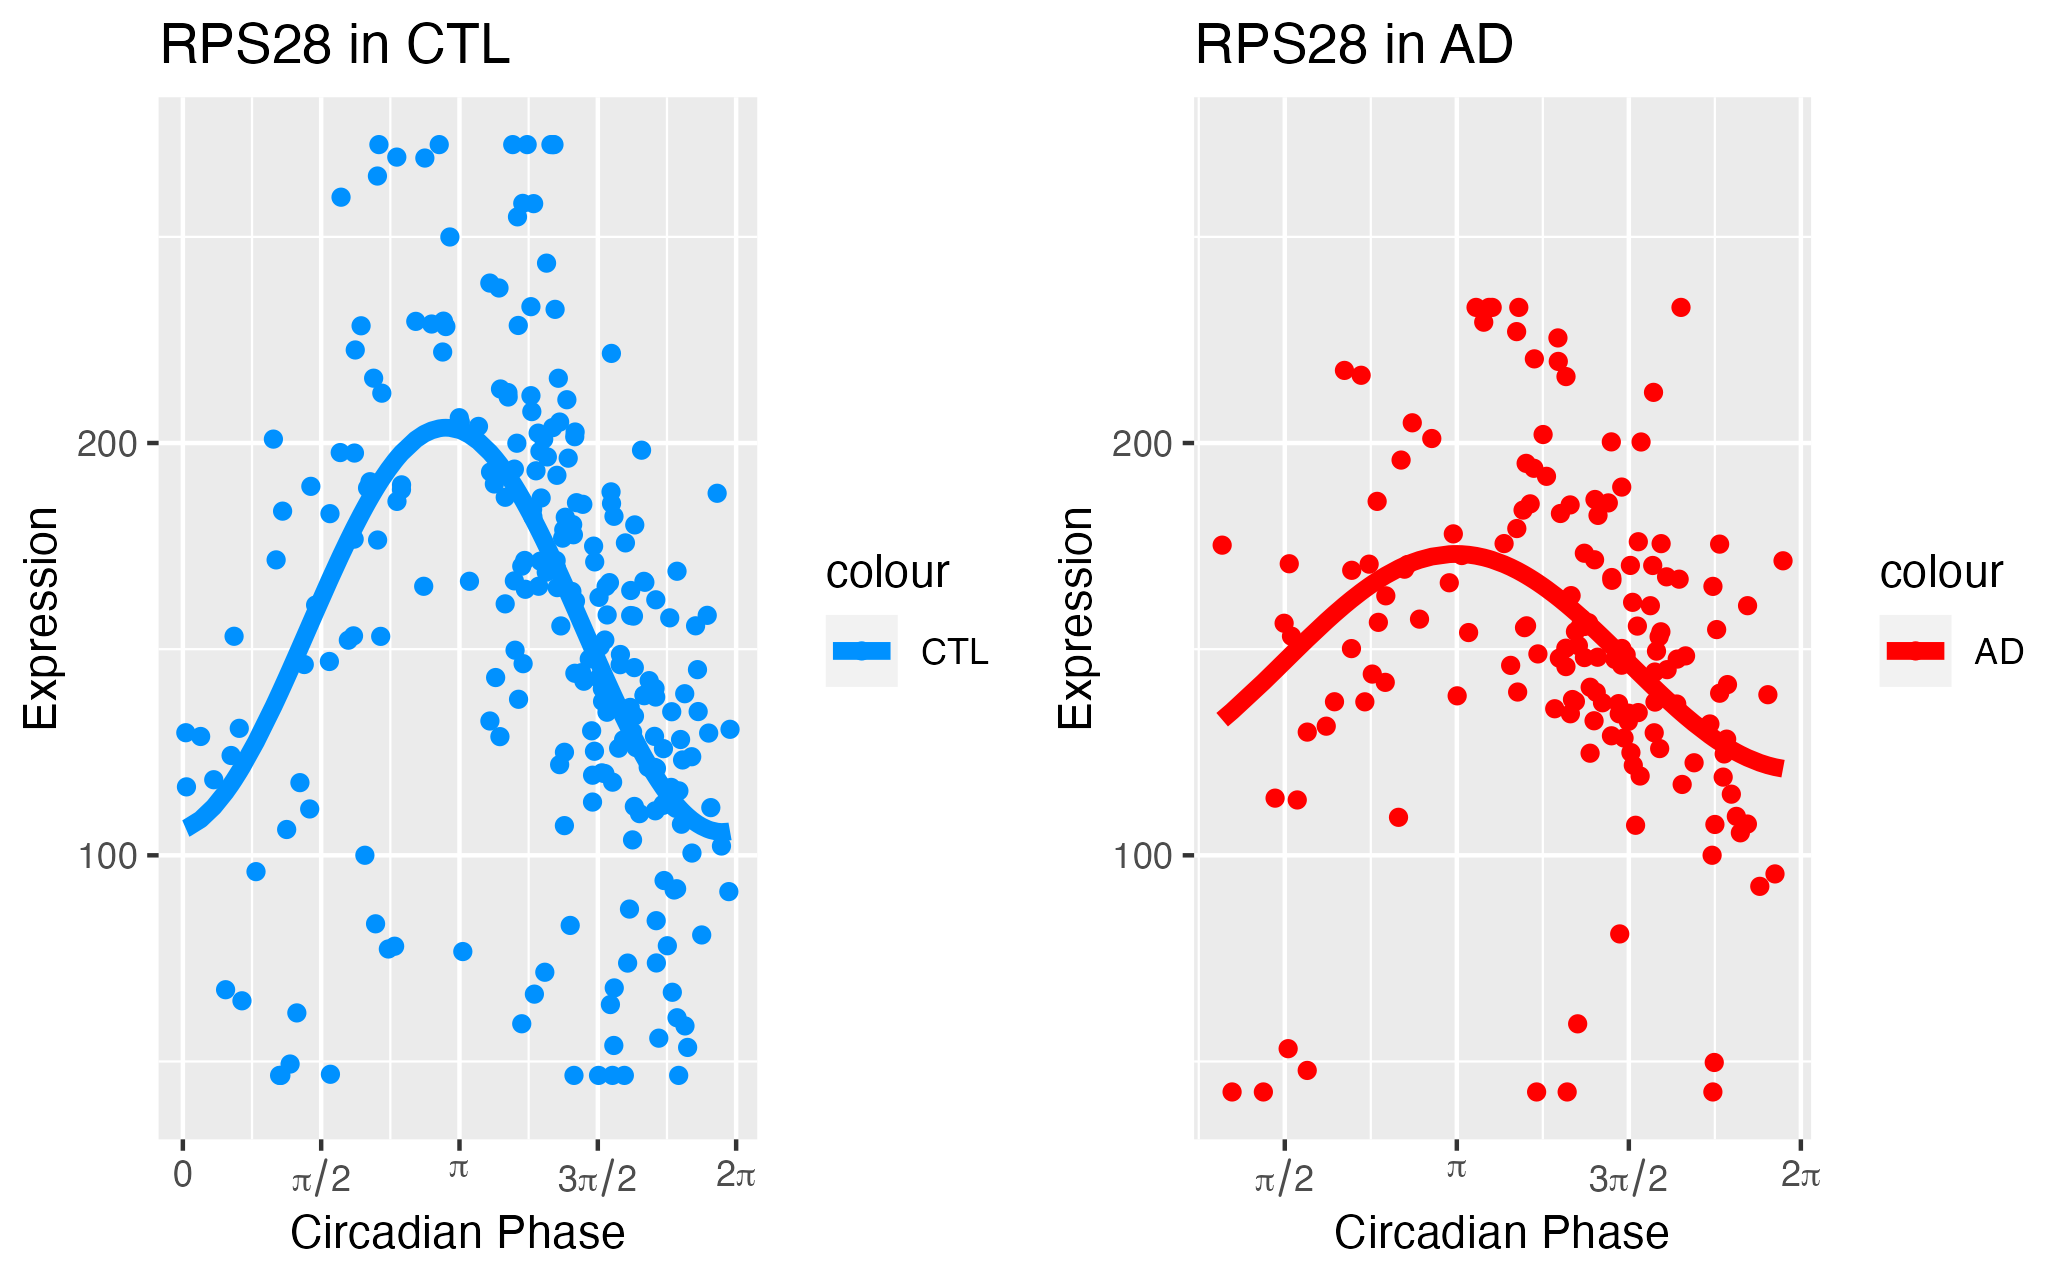 RPS28 in CTL
Expression
200
100
0 π/2 π 3π/2 2π
Circadian Phase
colour
CTL
RPS28 in AD
Expression
200
100
π/2 π 3π/2 2π
Circadian Phase
colour
AD